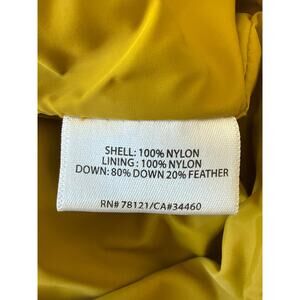 SHELL: 100% NYLON
LINING : 100% NYLON
DOWN: 80% DOWN 20% FEATHER
RN# 78121/CA#34460